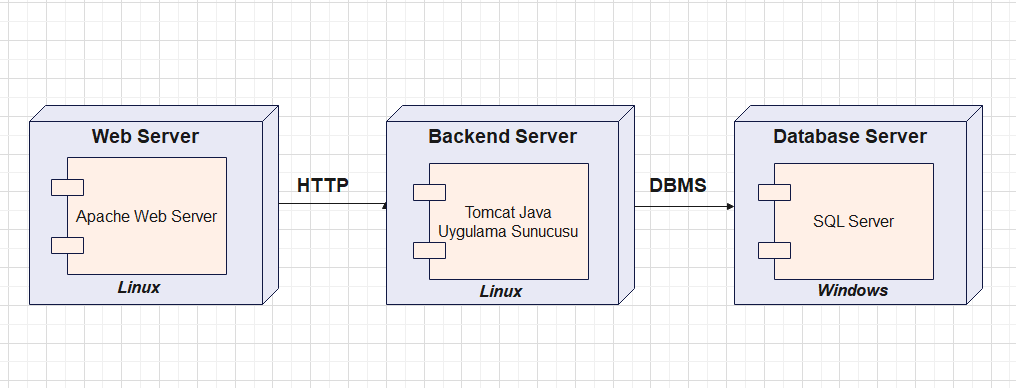 Web Server
Apache Web Server
Linux
HTTP
Backend Server
Tomcat Java
Uygulama Sunucusu
Linux
DBMS
Database Server
SQL Server
Windows